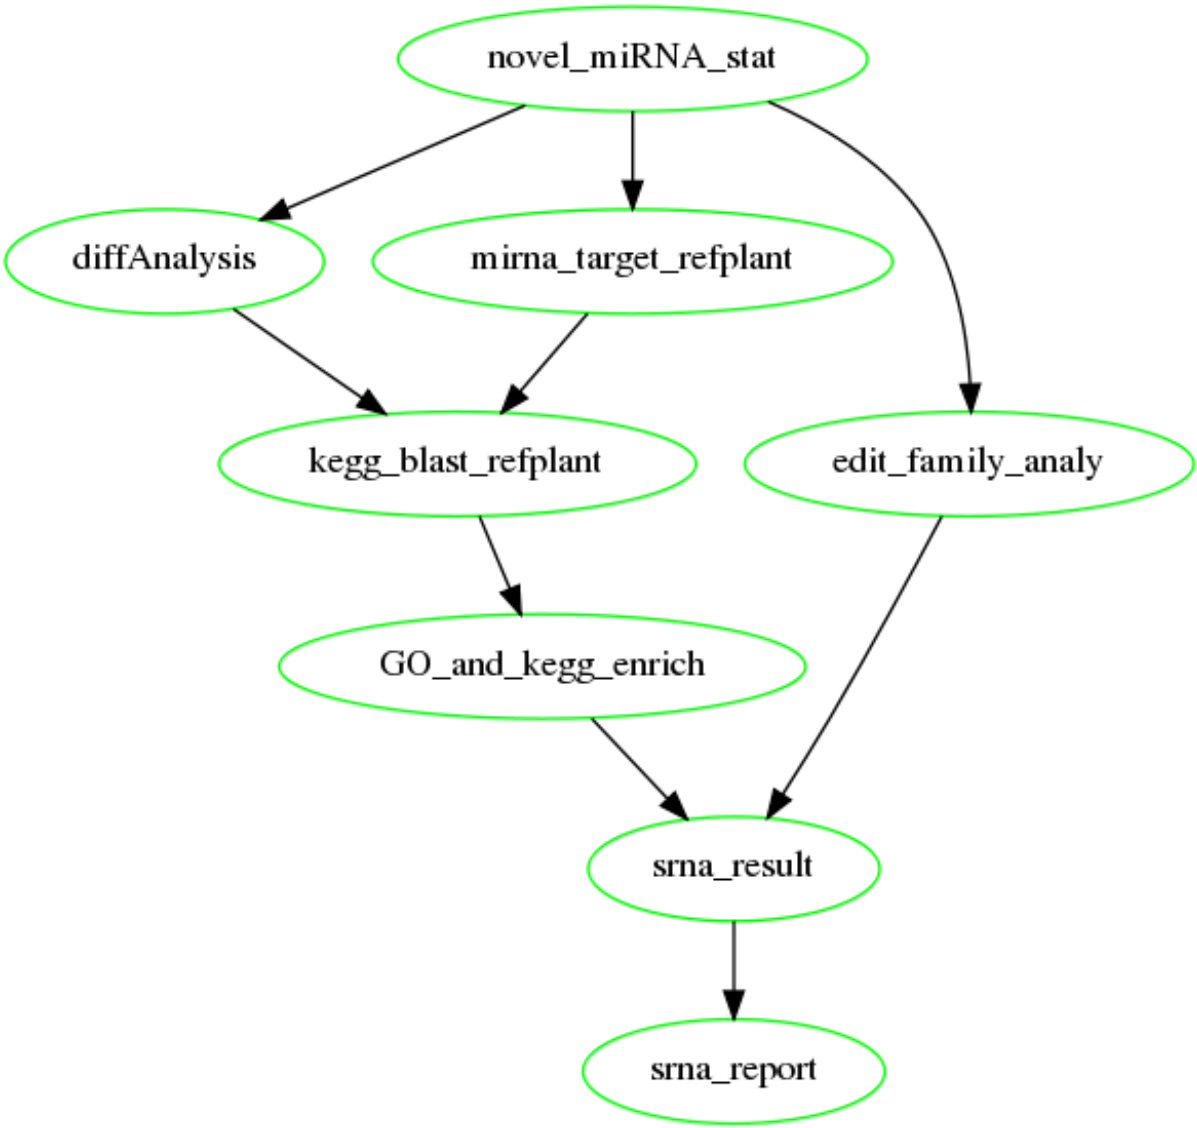 novel_miRNA_stat
diffAnalysis
mirna_target_refplant
kegg_blast_refplant
edit_family_analy
GO_and_kegg_enrich
srna_result
srna_report